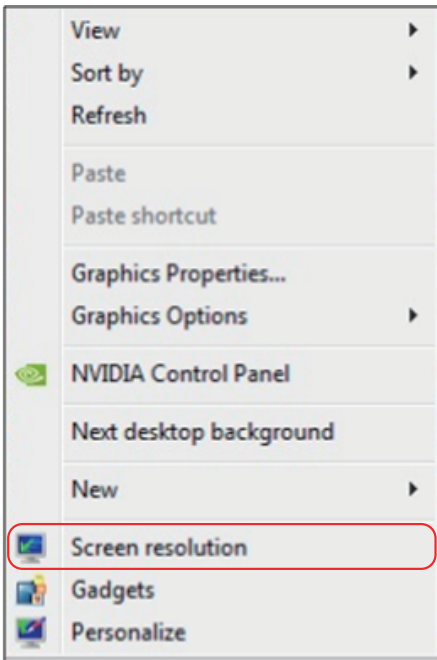 View
Sort by
Refresh
Paste
Paste shortcut
Graphics Properties...
Graphics Options
NVIDIA Control Panel
Next desktop background
New
Screen resolution
Gadgets
Personalize